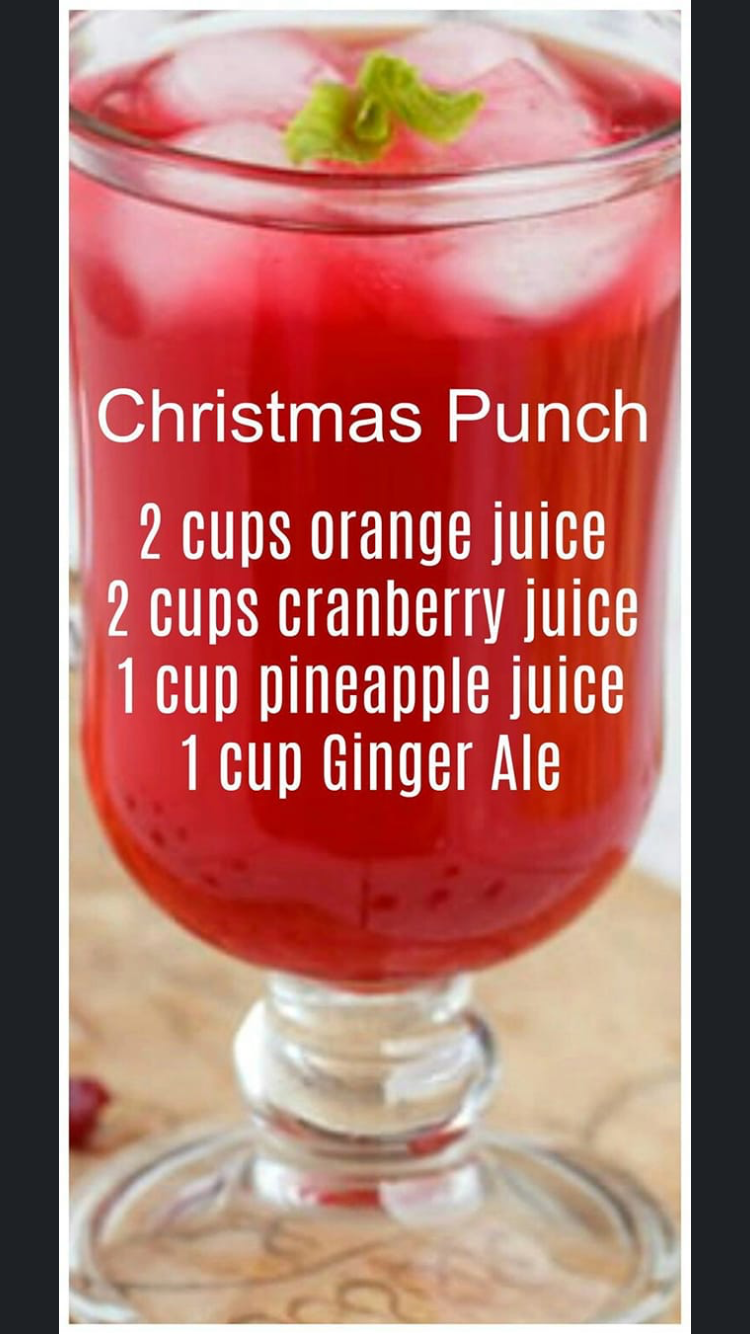 Christmas Punch
2 cups orange juice
2 cups cranberry juice
1 cup pineapple juice
1 cup Ginger Ale